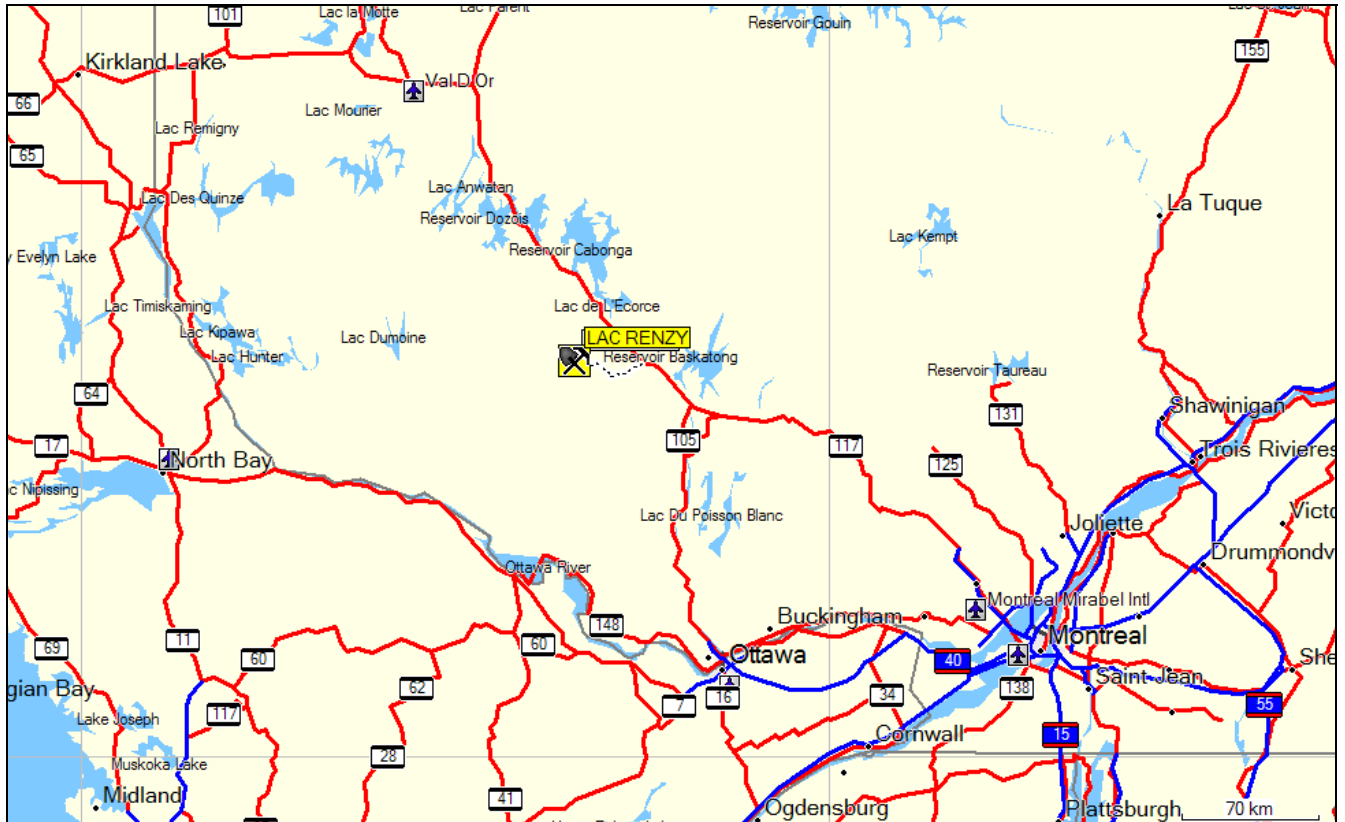 101
Lac la Motte
Lac Parent
Reservoir Gouin
155
Kirkland Lake
Val D'Or
66
Lac Mourier
Lac Remigny
65
Lac Anwatan
Lac Des Quinze
Reservoir Dozois
La Tuque
Lac Kempt
Reservoir Cabonga
y Evelyn Lake
Lac Timiskaming
Lac de L'Ecorce
Lac Kipawa
Lac Dumoine
LAC RENZY
Lac Hunter
Reservoir Baskatong
Reservoir Taureau
64
131
Shawinigan
17
105
117
125
Trois Rivieres
North Bay
c Nipissing
Lac Du Poisson Blanc
Victo
Joliette
Drummondv
Ottawa River
Montreal Mirabel Intl
Buckingham
148
11
60
Montreal
69
60
Ottawa
40
She
Saint Jean
gian Bay
62
16
34
138
7
55
117
Lake Joseph
15
Cornwall
28
Muskoka Lake
Midland
41
Ogdensburg
Plattsburgh
70 km